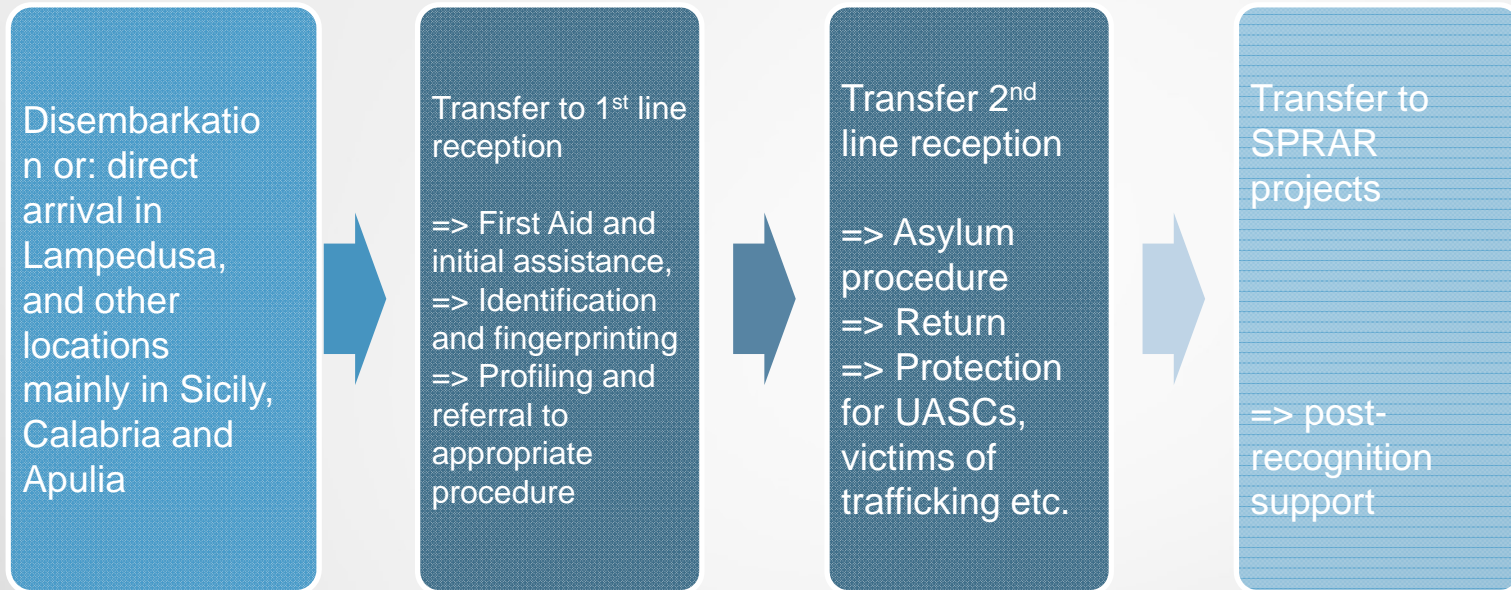 Disembarkatio
n or: direct
arrival in
Lampedusa,
and other
locations
mainly in Sicily,
Calabria and
Apulia
Transfer to 1st line
reception
=> First Aid and
initial assistance,
=> Identification
and fingerprinting
=> Profiling and
referral to
appropriate
procedure
Transfer 2nd
line reception
=> Asylum
procedure
=> Return
=> Protection
for UASCs,
victims of
trafficking etc.
Transfer to
SPRAR
projects
=> post-
recognition
support